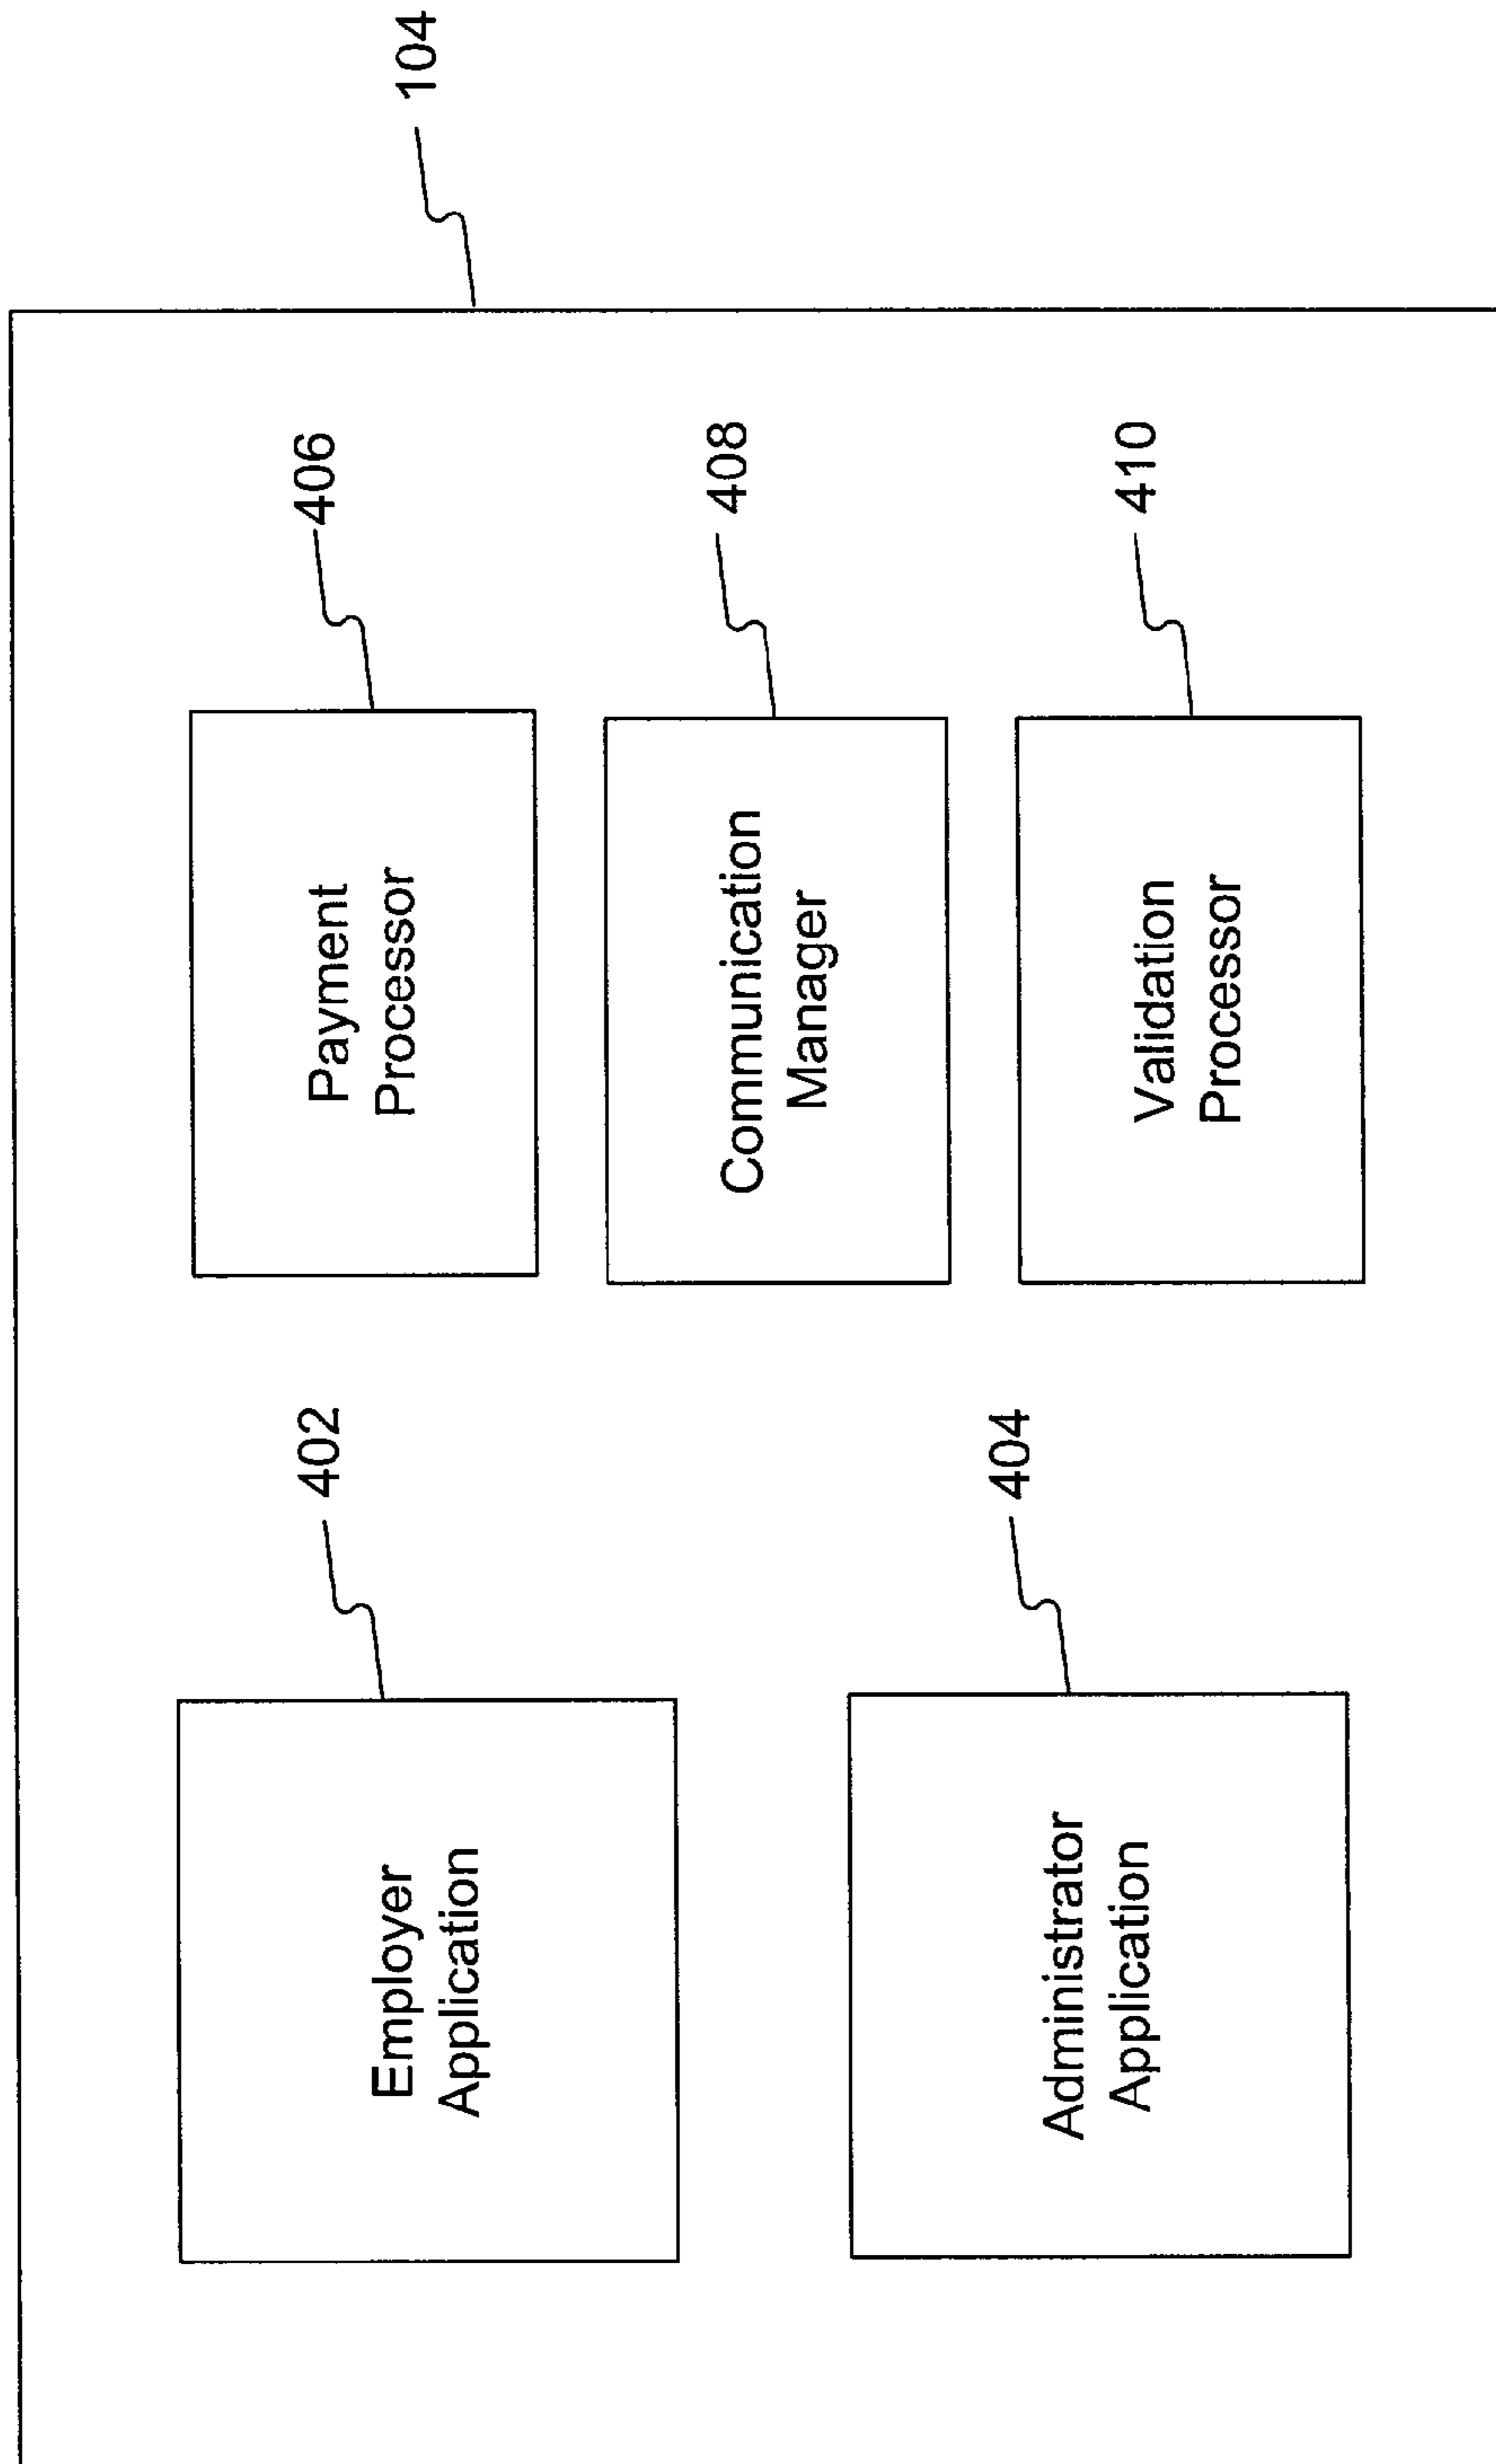 104
402
Employer
Application
404
Administrator
Application
406
Payment
Processor
408
Communication
Manager
410
Validation
Processor